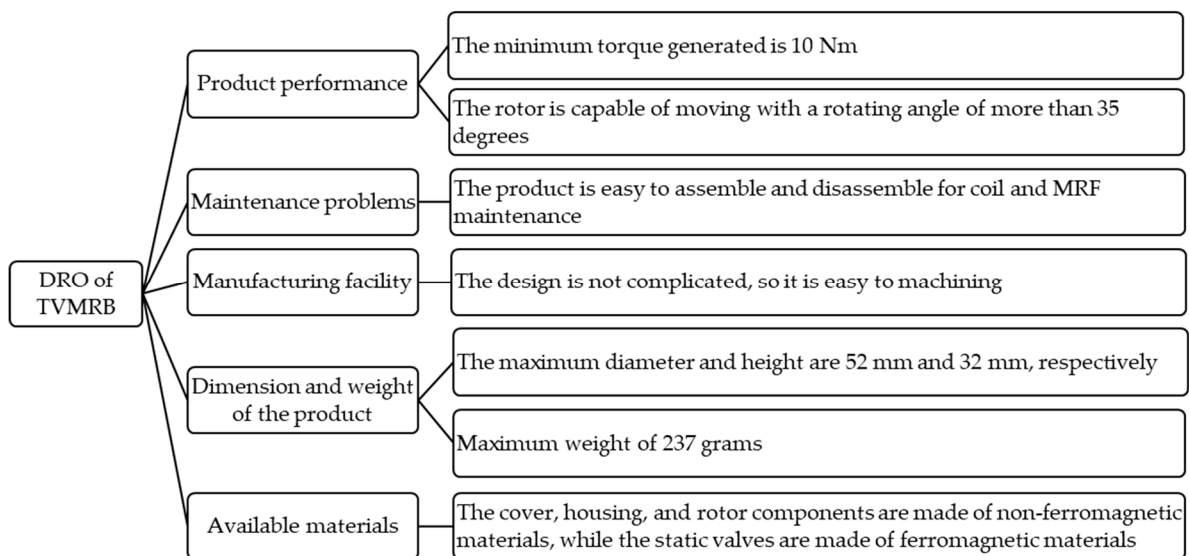 DRO of
TVMRB
Product performance
The minimum torque generated is 10 Nm
The rotor is capable of moving with a rotating angle of more than 35
degrees
Maintenance problems
The product is easy to assemble and disassemble for coil and MRF
maintenance
Manufacturing facility
The design is not complicated, so it is easy to machining
Dimension and weight
of the product
The maximum diameter and height are 52 mm and 32 mm, respectively
Maximum weight of 237 grams
Available materials
The cover, housing, and rotor components are made of non-ferromagnetic
materials, while the static valves are made of ferromagnetic materials